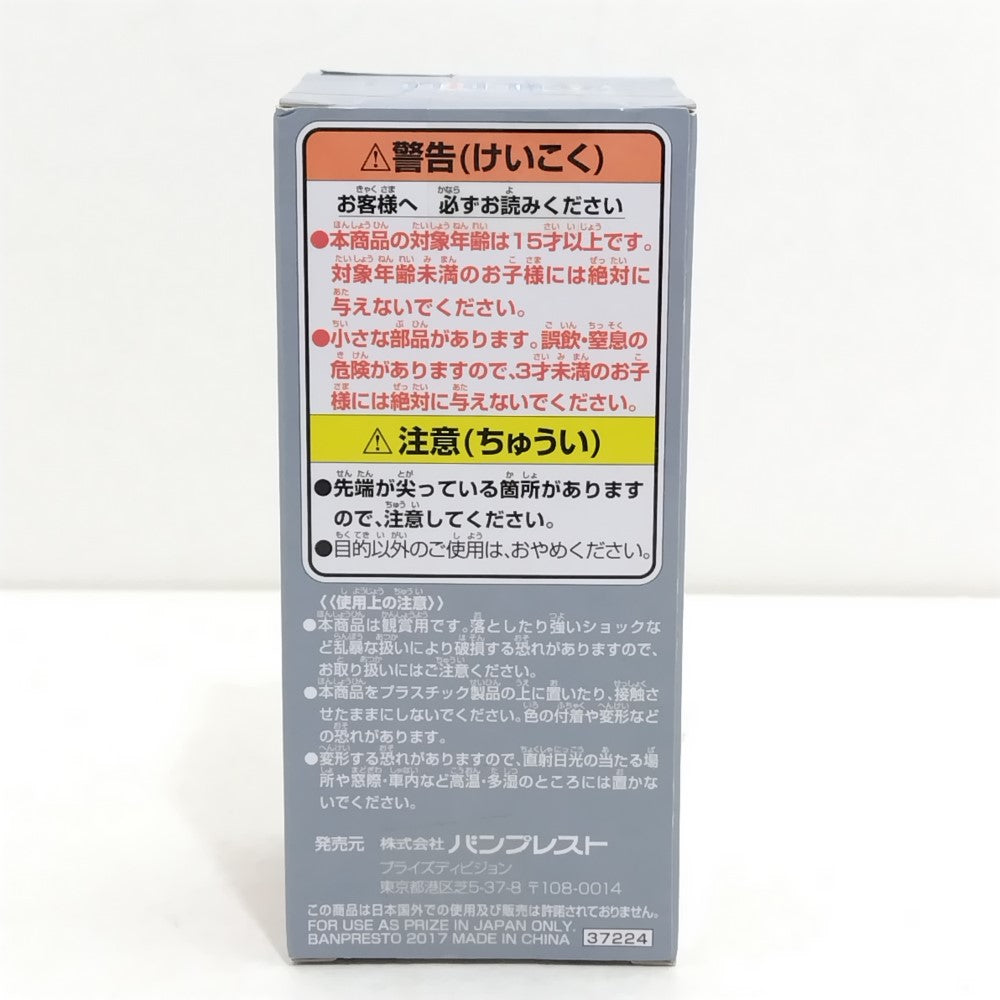 ⚠警告(けいこく)
お客様へ 必ずお読みください
●本商品の対象年齢は15才以上です。
対象年齢未満のお子様には絶対に
与えないでください。
●小さな部品があります。誤飲・窒息の
危険がありますので、3才未満のお子
様には絶対に与えないでください。
⚠注意(ちゅうい)
●先端が尖っている箇所があります
ので、注意してください。
●目的以外のご使用は、おやめください。
《使用上の注意》
●本商品は観賞用です。落としたり強いショックな
ど乱暴な扱いにより破損する恐れがありますので、
お取り扱いにはご注意ください。
●本商品をプラスチック製品の上に置いたり、接触さ
せたままにしないでください。色の付着や変形など
の恐れがあります。
●変形する恐れがありますので、直射日光の当たる場
所や窓際・車内など高温・多湿のところには置かな
いでください。
発売元 株式会社 バンプレスト
プライズディビジョン
東京都港区芝5-37-8 〒108-0014
この商品は日本国外での使用及び販売は許諾されておりません。
FOR USE AS PRIZE IN JAPAN ONLY.
BANPRESTO 2017 MADE IN CHINA 37224